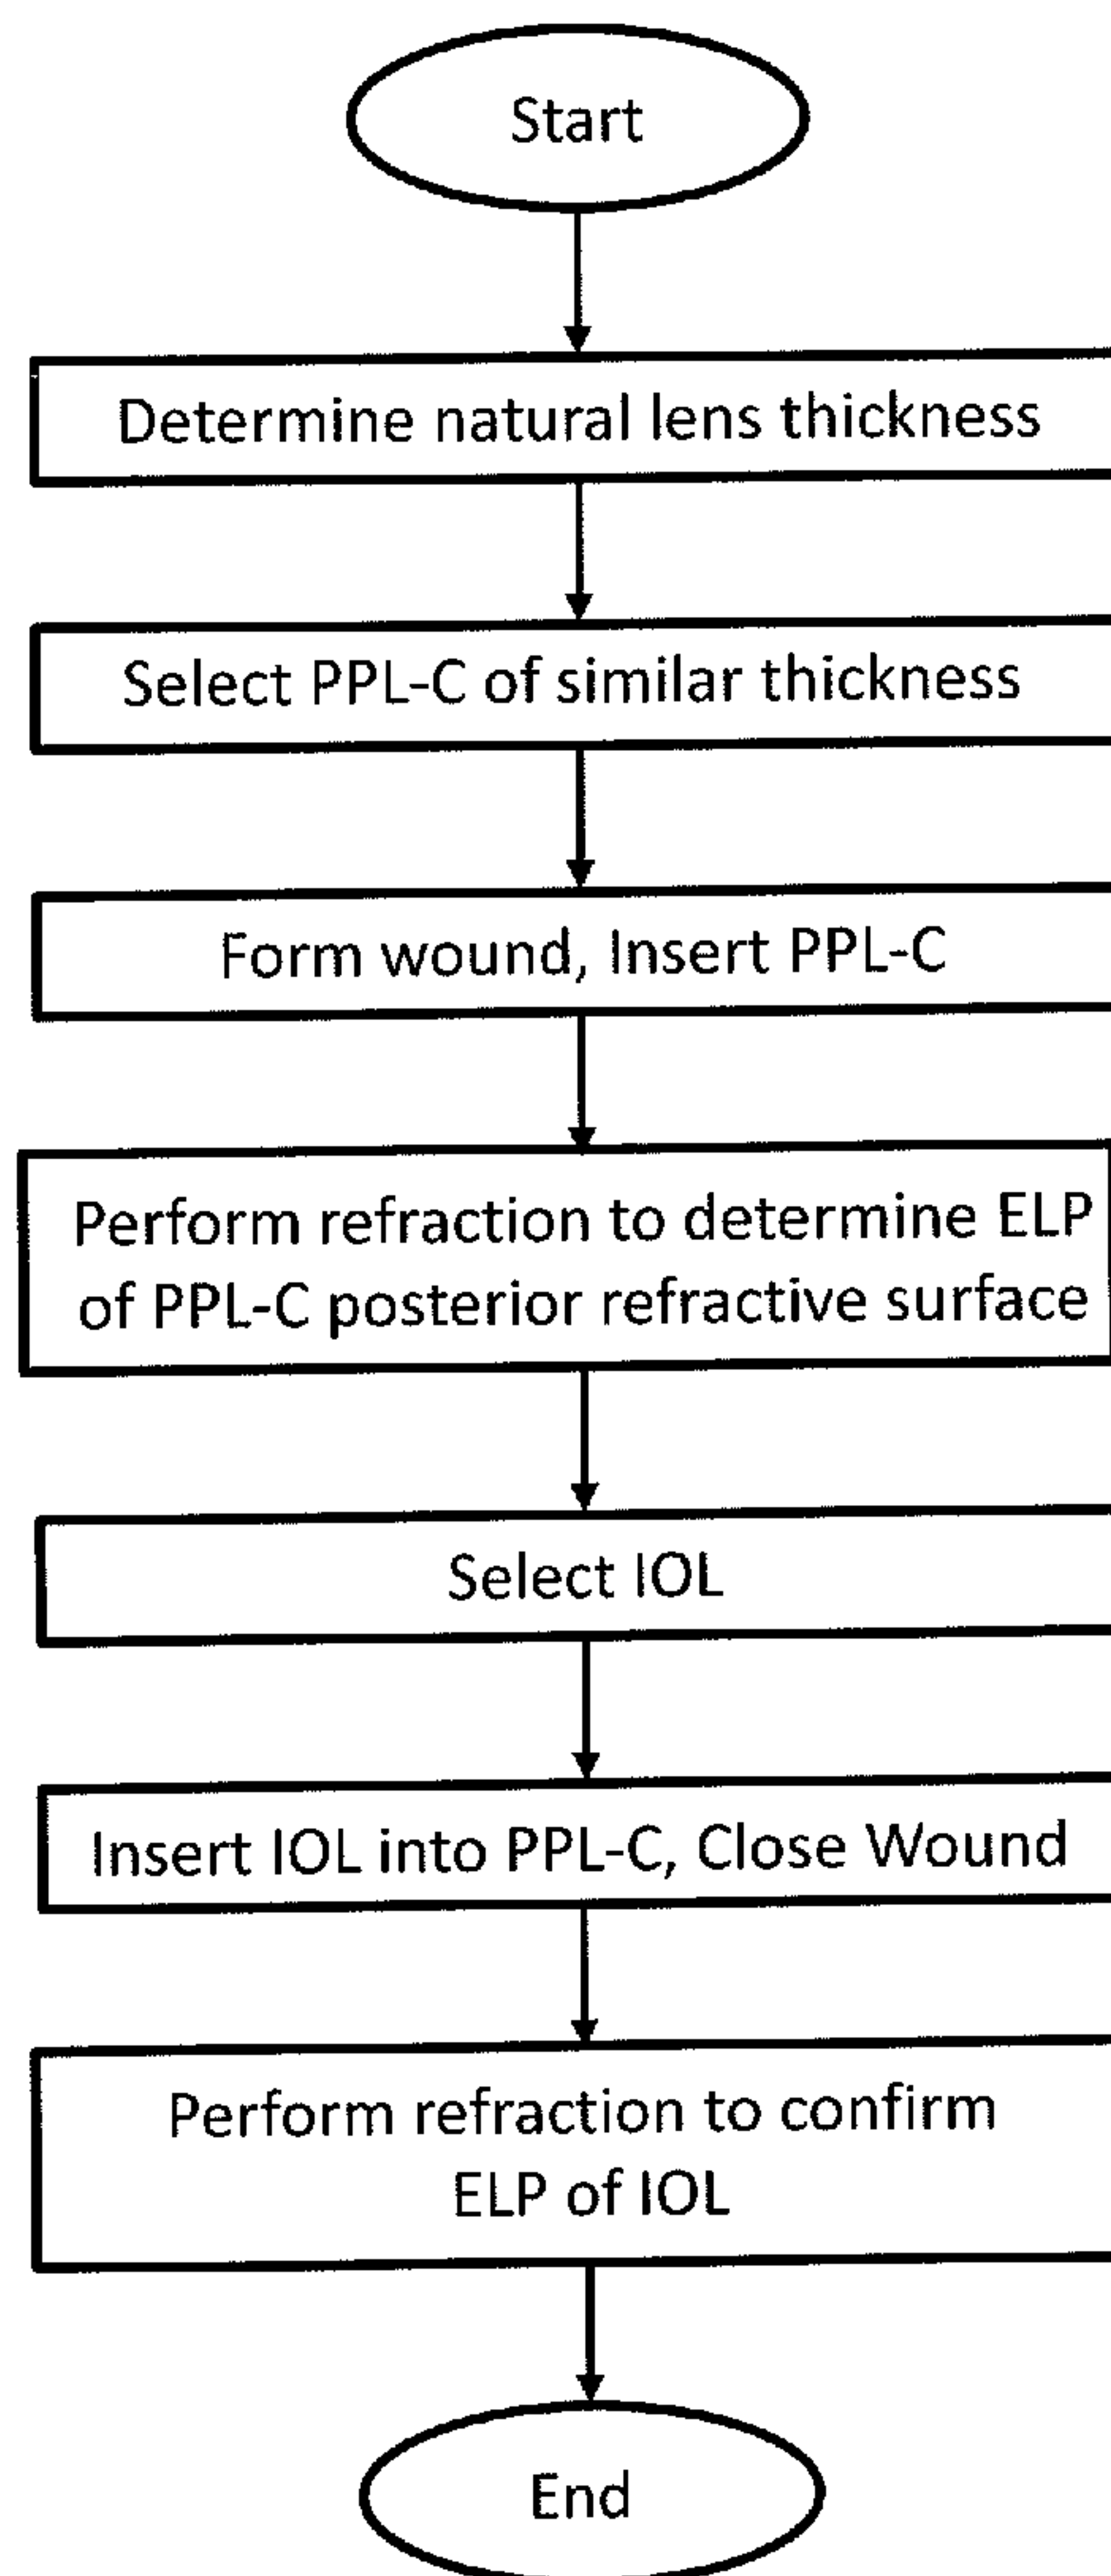 Start
Determine natural lens thickness
Select PPL-C of similar thickness
Form wound, Insert PPL-C
Perform refraction to determine ELP
of PPL-C posterior refractive surface
Select IOL
Insert IOL into PPL-C, Close Wound
Perform refraction to confirm
ELP of IOL
End